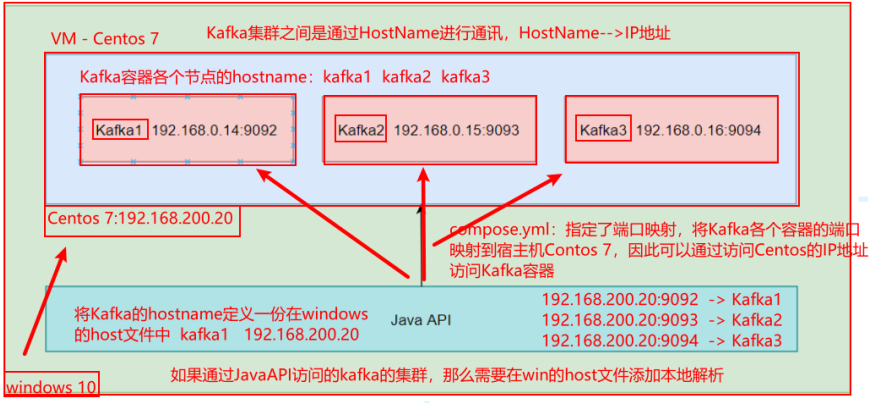 VM - Centos 7
Kafka集群之间是通过HostName进行通讯，HostName-->IP地址
Kafka容器各个节点的hostname：kafka1 kafka2 kafka3
Kafka1 192.168.0.14:9092
Kafka2 192.168.0.15:9093
Kafka3 192.168.0.16:9094
Centos 7:192.168.200.20
compose.yml：指定了端口映射，将Kafka各个容器的端口
映射到宿主机Contos 7，因此可以通过访问Centos的IP地址
访问Kafka容器
将Kafka的hostname定义一份在windows
的host文件中 kafka1 192.168.200.20
Java API
192.168.200.20:9092 -> Kafka1
192.168.200.20:9093 -> Kafka2
192.168.200.20:9094 -> Kafka3
如果通过JavaAPI访问的kafka的集群，那么需要在win的host文件添加本地解析
windows 10